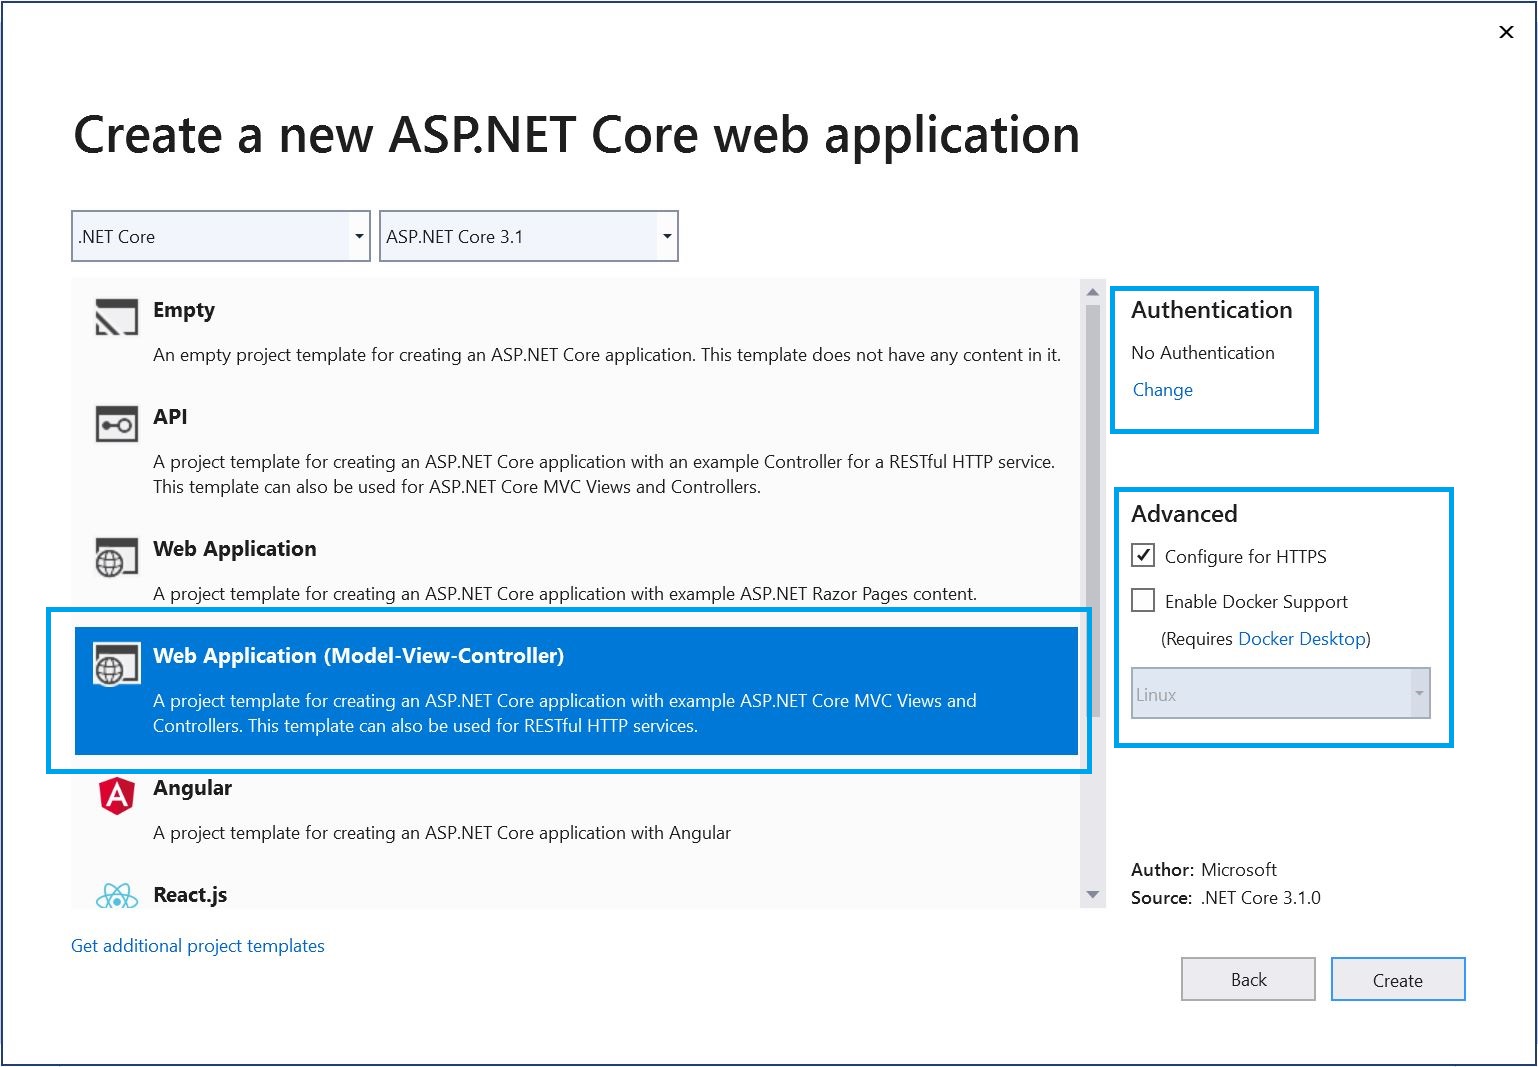 Create a new ASP.NET Core web application
.NET Core
ASP.NET Core 3.1
Empty
An empty project template for creating an ASP.NET Core application. This template does not have any content in it.
API
A project template for creating an ASP.NET Core application with an example Controller for a RESTful HTTP service.
This template can also be used for ASP.NET Core MVC Views and Controllers.
Web Application
A project template for creating an ASP.NET Core application with example ASP.NET Razor Pages content.
Web Application (Model-View-Controller)
A project template for creating an ASP.NET Core application with example ASP.NET Core MVC Views and
Controllers. This template can also be used for RESTful HTTP services.
Angular
A project template for creating an ASP.NET Core application with Angular
React.js
Get additional project templates
Authentication
No Authentication
Change
Advanced
Configure for HTTPS
Enable Docker Support
(Requires Docker Desktop)
Linux
Author: Microsoft
Source: .NET Core 3.1.0
Back
Create